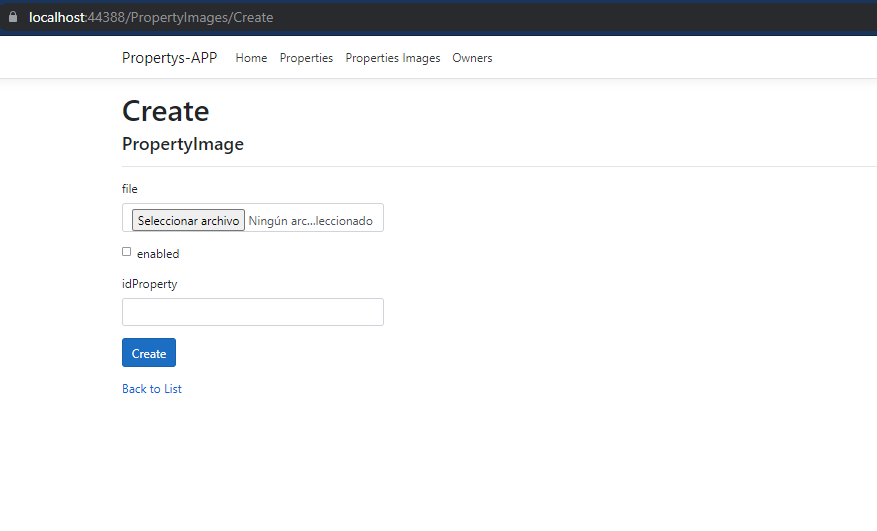 localhost:44388/PropertyImages/Create
Propertys-APP Home Properties Properties Images Owners
Create
PropertyImage
file
Seleccionar archivo Ningún arc...leccionado
enabled
idProperty
Create
Back to List